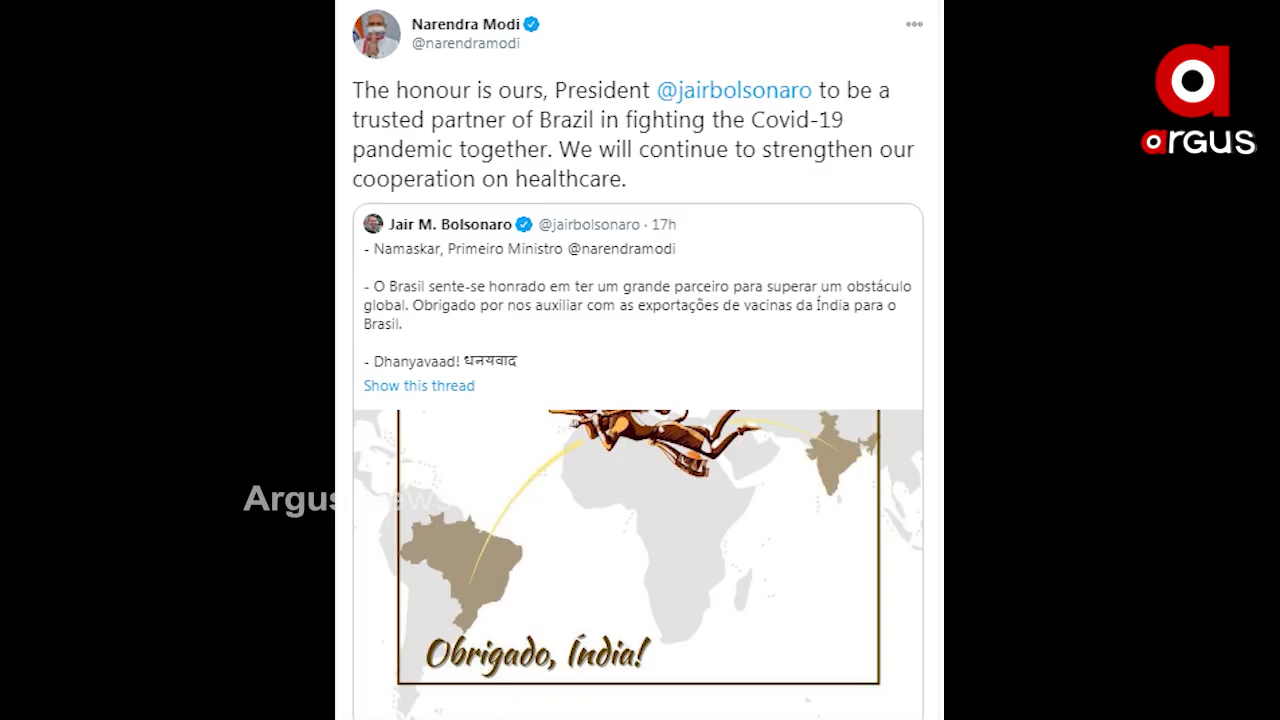 Narendra Modi
@narendramodi
The honour is ours, President @jairbolsonaro to be a
trusted partner of Brazil in fighting the Covid-19
pandemic together. We will continue to strengthen our
cooperation on healthcare.
Jair M. Bolsonaro @jairbolsonaro · 17h
- Namaskar, Primeiro Ministro @narendramodi
- O Brasil sente-se honrado em ter um grande parceiro para superar um obstáculo
global. Obrigado por nos auxiliar com as exportações de vacinas da Índia para o
Brasil.
- Dhanyavaad! धनयवाद
Show this thread
Obrigado, Índia!
argus
Argus News